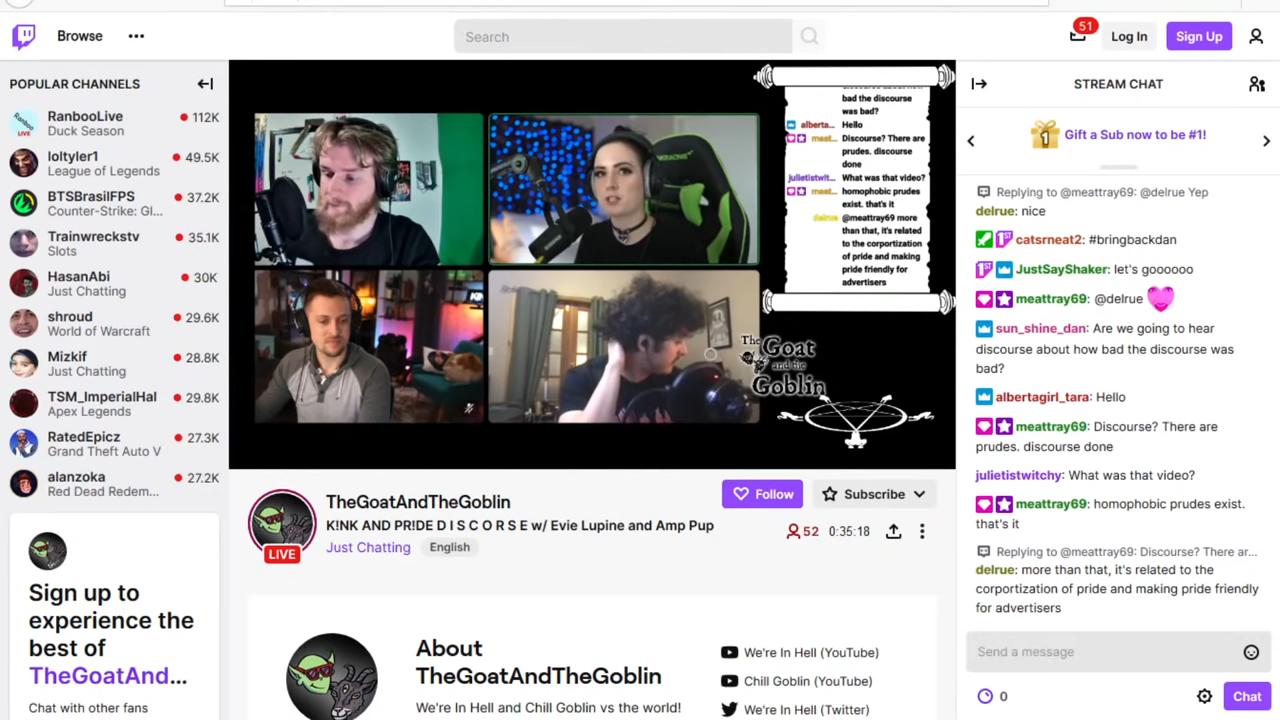 Browse
Search
51
Log In
Sign Up
POPULAR CHANNELS
RanbooLive
Duck Season
112K
loltyler1
League of Legends
49.5K
BTSBrasilFPS
Counter-Strike: Gl...
37.2K
Trainwreckstv
Slots
35.1K
HasanAbi
Just Chatting
30K
shroud
World of Warcraft
29.6K
Mizkif
Just Chatting
28.8K
TSM_ImperialHal
Apex Legends
29.8K
RatedEpicz
Grand Theft Auto V
27.3K
alanzoka
Red Dead Redem...
27.2K
Sign up to
experience the
best of
TheGoatAnd...
Chat with other fans
bad the discourse
was bad?
alberta... Hello
meat... Discourse? There are
prudes. discourse
done
julietistwit... What was that video?
meat... homophobic prudes
exist. that's it
delrue @meattray69 more
than that, it's related
to the corportization
of pride and making
pride friendly for
advertisers
The
Goat
and the
Goblin
TheGoatAndTheGoblin
Follow
Subscribe
K!NK AND PR!DE D I S C O R S E w/ Evie Lupine and Amp Pup
LIVE
Just Chatting
English
52
0:35:18
About
TheGoatAndTheGoblin
We're In Hell and Chill Goblin vs the world!
We're In Hell (YouTube)
Chill Goblin (YouTube)
We're In Hell (Twitter)
STREAM CHAT
1
Gift a Sub now to be #1!
Replying to @meattray69: @delrue Yep
delrue: nice
1ST catsrneat2: #bringbackdan
1ST JustSayShaker: let's goooooo
meattray69: @delrue
sun_shine_dan: Are we going to hear
discourse about how bad the discourse was
bad?
albertagirl_tara: Hello
meattray69: Discourse? There are
prudes. discourse done
julietistwitchy: What was that video?
meattray69: homophobic prudes exist.
that's it
Replying to @meattray69: Discourse? There ar...
delrue: more than that, it's related to the
corportization of pride and making pride friendly
for advertisers
Send a message
0
Chat